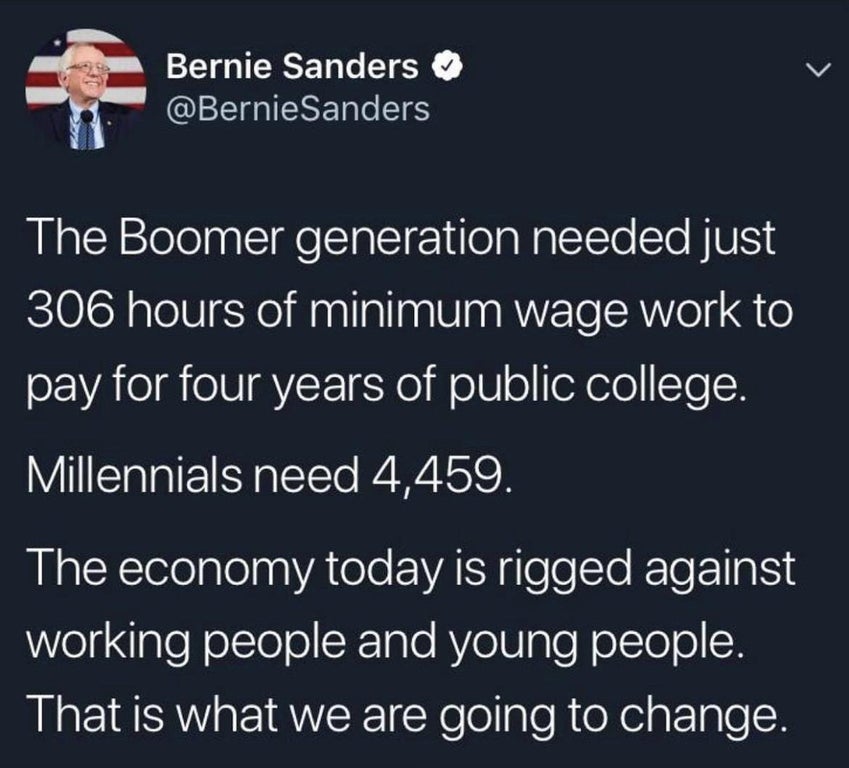 Bernie Sanders
@BernieSanders
The Boomer generation needed just
306 hours of minimum wage work to
pay for four years of public college.
Millennials need 4,459.
The economy today is rigged against
working people and young people.
That is what we are going to change.